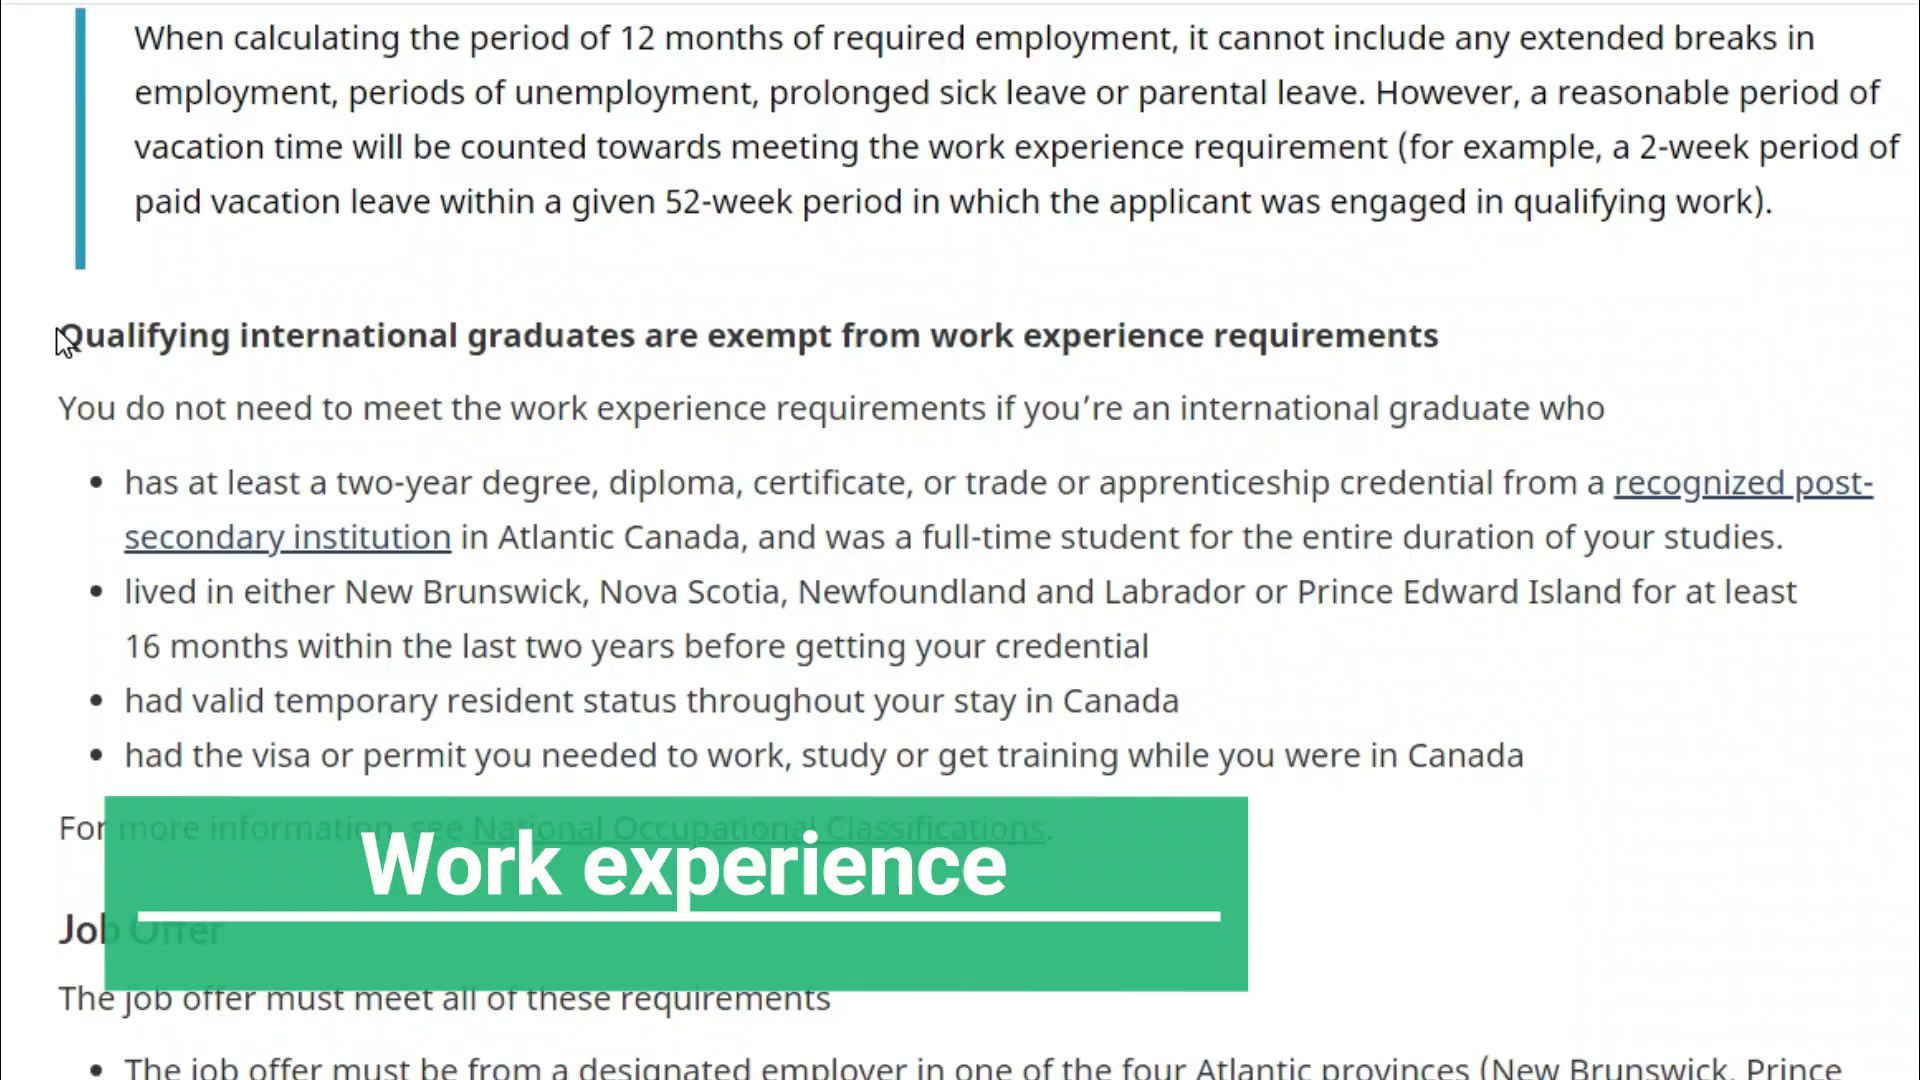 When calculating the period of 12 months of required employment, it cannot include any extended breaks in
employment, periods of unemployment, prolonged sick leave or parental leave. However, a reasonable period of
vacation time will be counted towards meeting the work experience requirement (for example, a 2-week period of
paid vacation leave within a given 52-week period in which the applicant was engaged in qualifying work).
Qualifying international graduates are exempt from work experience requirements
You do not need to meet the work experience requirements if you’re an international graduate who
• has at least a two-year degree, diploma, certificate, or trade or apprenticeship credential from a recognized post-
secondary institution in Atlantic Canada, and was a full-time student for the entire duration of your studies.
• lived in either New Brunswick, Nova Scotia, Newfoundland and Labrador or Prince Edward Island for at least
16 months within the last two years before getting your credential
• had valid temporary resident status throughout your stay in Canada
• had the visa or permit you needed to work, study or get training while you were in Canada
For more information, see National Occupational Classifications.
Work experience
Job Offer
The job offer must meet all of these requirements
• The job offer must be from a designated employer in one of the four Atlantic provinces (New Brunswick, Prince